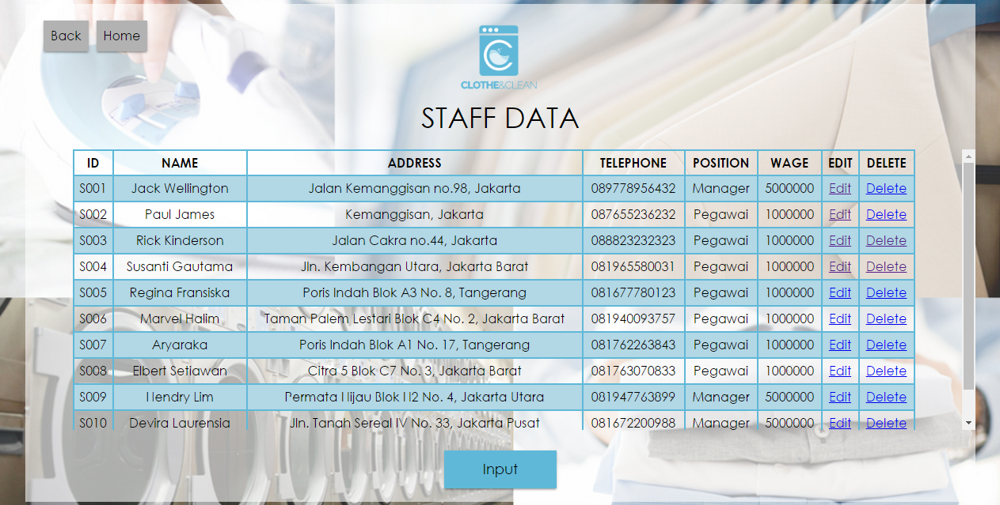 Back Home
CLOTHE&CLEAN
STAFF DATA
ID NAME ADDRESS TELEPHONE POSITION WAGE EDIT DELETE
S001 Jack Wellington Jalan Kemanggisan no.98, Jakarta 089778956432 Manager 5000000 Edit Delete
S002 Paul James Kemanggisan, Jakarta 087655236232 Pegawai 1000000 Edit Delete
S003 Rick Kinderson Jalan Cakra no.44, Jakarta 088823232323 Pegawai 1000000 Edit Delete
S004 Susanti Gautama Jln. Kembangan Utara, Jakarta Barat 081965580031 Pegawai 1000000 Edit Delete
S005 Regina Fransiska Poris Indah Blok A3 No. 8, Tangerang 081677780123 Pegawai 1000000 Edit Delete
S006 Marvel Halim Taman Palem Lestari Blok C4 No. 2, Jakarta Barat 081940093757 Pegawai 1000000 Edit Delete
S007 Aryaraka Poris Indah Blok A1 No. 17, Tangerang 081762263843 Pegawai 1000000 Edit Delete
S008 Elbert Setiawan Citra 5 Blok C7 No. 3, Jakarta Barat 081763070833 Pegawai 1000000 Edit Delete
S009 Hendry Lim Permata Hijau Blok H2 No. 4, Jakarta Utara 081947763899 Manager 5000000 Edit Delete
S010 Devira Laurensia Jln. Tanah Sereal IV No. 33, Jakarta Pusat 081672200988 Manager 5000000 Edit Delete
Input